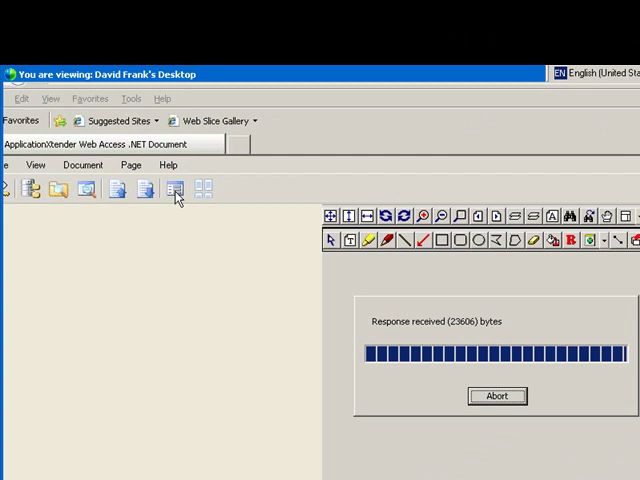 You are viewing: David Frank's Desktop
EN English (United Sta
Edit View Favorites Tools Help
Favorites Suggested Sites Web Slice Gallery
ApplicationXtender Web Access .NET Document
e View Document Page Help
A
T R
Response received (23606) bytes
Abort